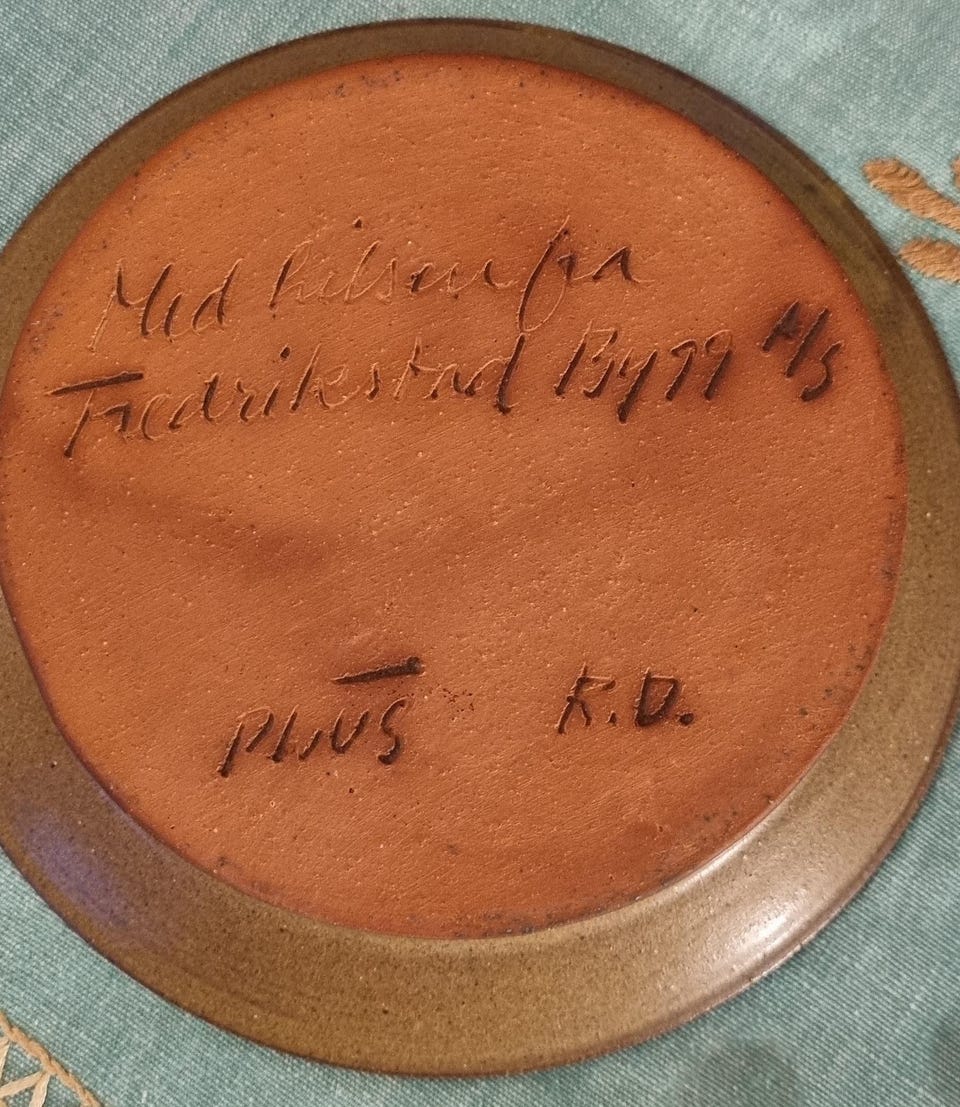 Med hilsen fra
Fredrikstad Bygg A/S
PLUS K.D.